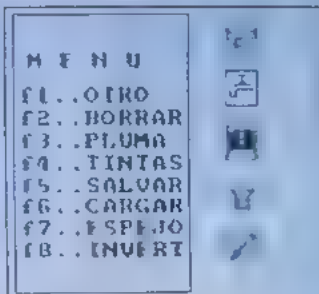 M E N U
f1..OTRO
f2..BORRAR
f3..PLUMA
f4..TINTAS
f5..SALVAR
f6..CARGAR
f7..ESPEJO
f8..INVERT